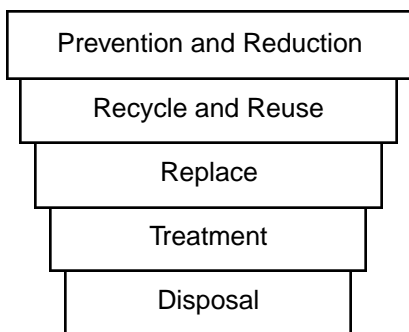 Prevention and Reduction
Recycle and Reuse
Replace
Treatment
Disposal